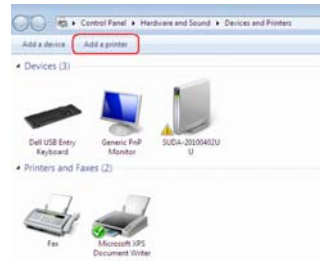 Control Panel ▸ Hardware and Sound ▸ Devices and Printers
Add a device Add a printer
Devices (3)
Dell USB Entry Keyboard
Generic PnP Monitor
SUDA-20100402UU
Printers and Faxes (2)
Fax
Microsoft XPS Document Writer